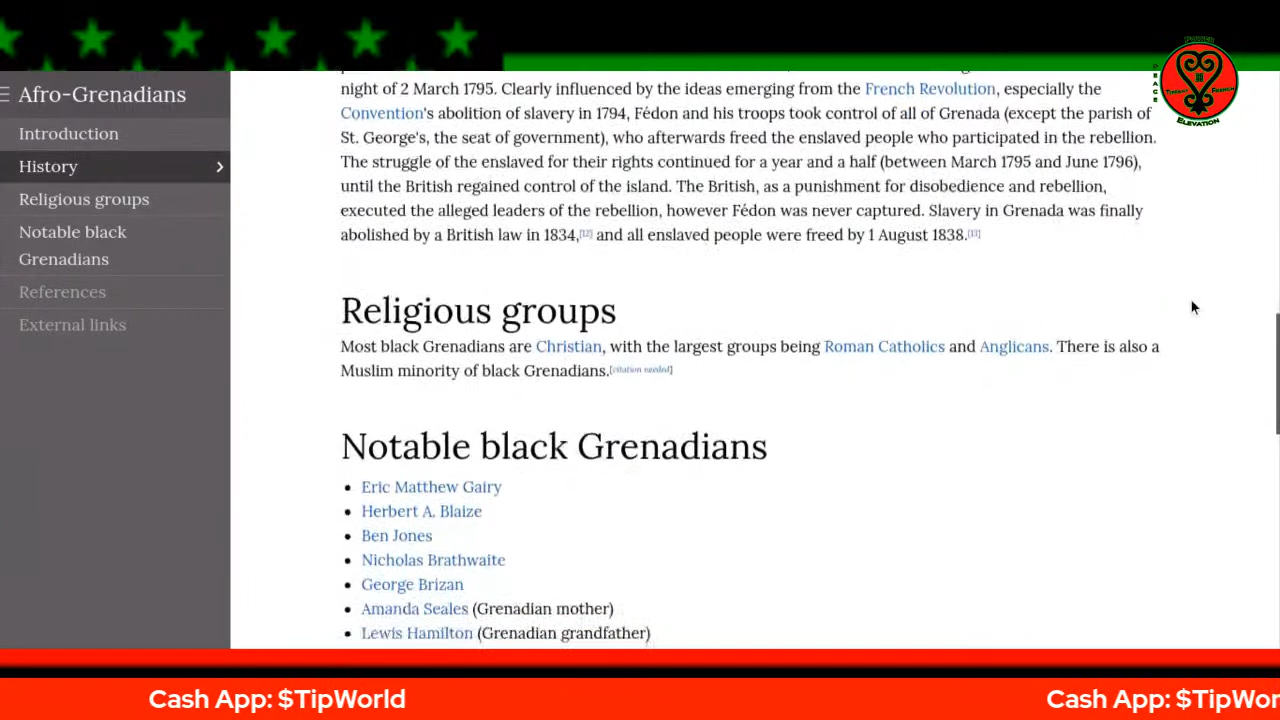 POWER
PEACE
TIMELESS FRENCH
ELEVATION
Afro-Grenadians
Introduction
History
Religious groups
Notable black
Grenadians
References
External links
night of 2 March 1795. Clearly influenced by the ideas emerging from the French Revolution, especially the
Convention's abolition of slavery in 1794, Fédon and his troops took control of all of Grenada (except the parish of
St. George's, the seat of government), who afterwards freed the enslaved people who participated in the rebellion.
The struggle of the enslaved for their rights continued for a year and a half (between March 1795 and June 1796),
until the British regained control of the island. The British, as a punishment for disobedience and rebellion,
executed the alleged leaders of the rebellion, however Fédon was never captured. Slavery in Grenada was finally
abolished by a British law in 1834,[12] and all enslaved people were freed by 1 August 1838.[13]
Religious groups
Most black Grenadians are Christian, with the largest groups being Roman Catholics and Anglicans. There is also a
Muslim minority of black Grenadians.[citation needed]
Notable black Grenadians
• Eric Matthew Gairy
• Herbert A. Blaize
• Ben Jones
• Nicholas Brathwaite
• George Brizan
• Amanda Seales (Grenadian mother)
• Lewis Hamilton (Grenadian grandfather)
Cash App: $TipWorld Cash App: $TipWor